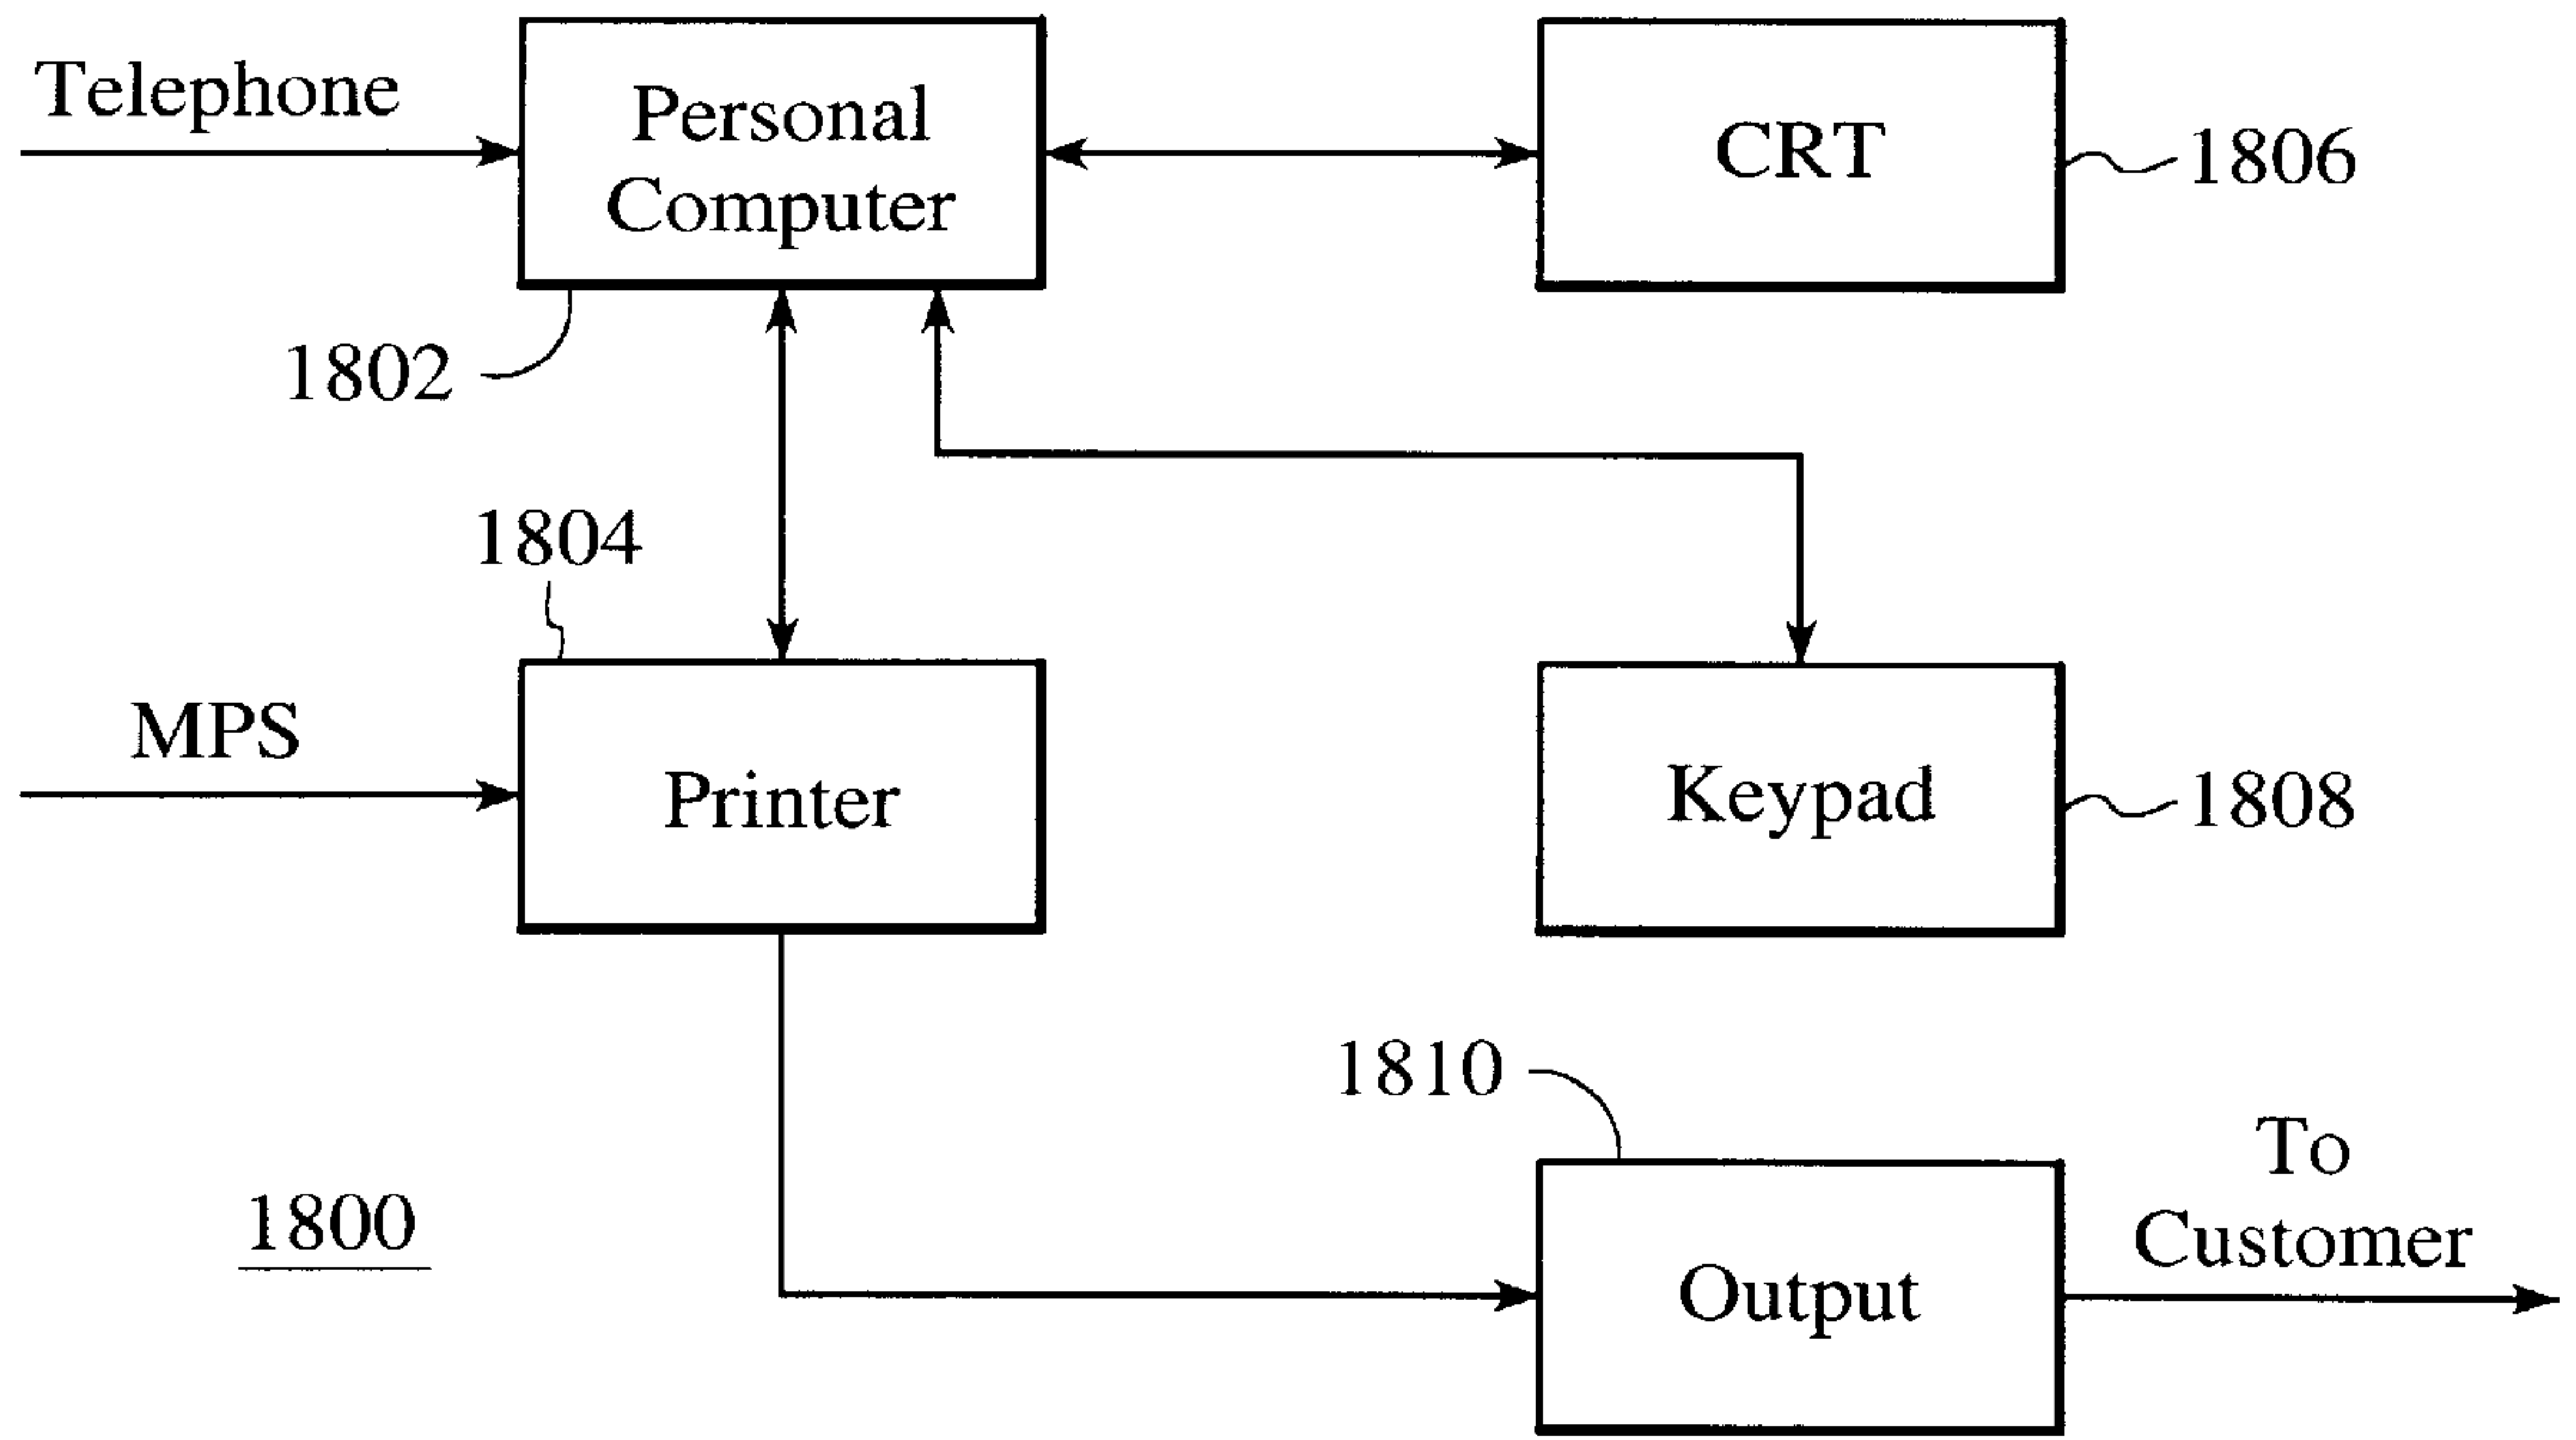 Telephone
Personal
Computer
CRT
1806
1802
1804
MPS
Printer
Keypad
1808
1810
To
Customer
1800
Output